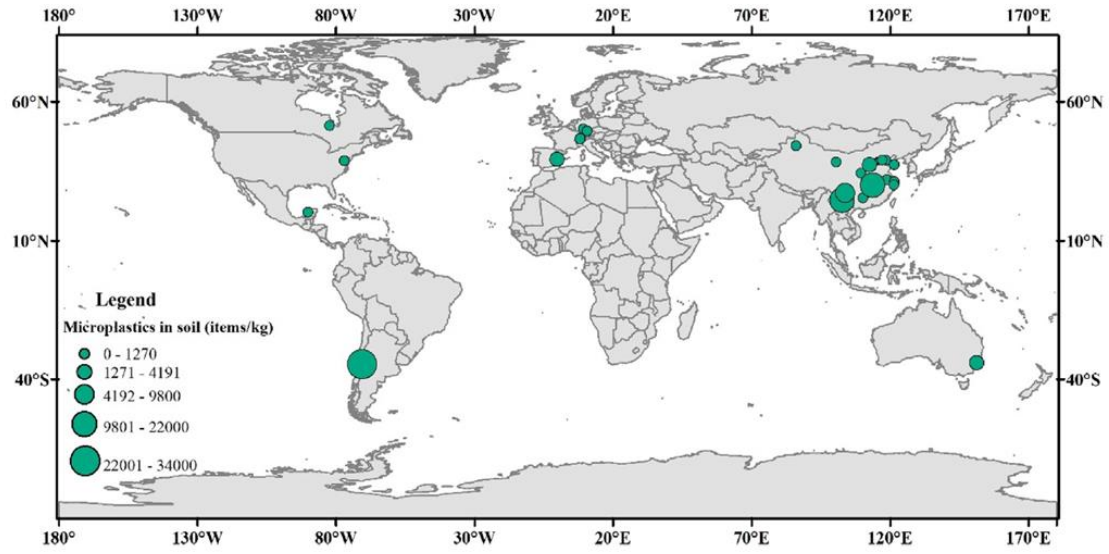 180° 130°W 80°W 30°W 20°E 70°E 120°E 170°E
60°N 60°N
10°N 10°N
Legend
Microplastics in soil (items/kg)
0 - 1270
1271 - 4191
40°S 40°S
4192 - 9800
9801 - 22000
22001 - 34000
180° 130°W 80°W 30°W 20°E 70°E 120°E 170°E